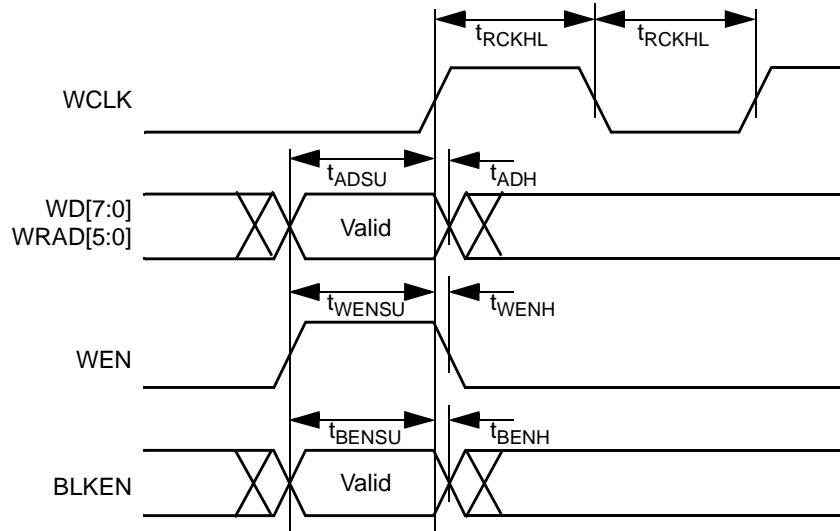 tRCKHL tRCKHL
WCLK
tADSU tADH
WD[7:0]
WRAD[5:0]
Valid
tWENSU tWENH
WEN
tBENSU tBENH
BLKEN
Valid